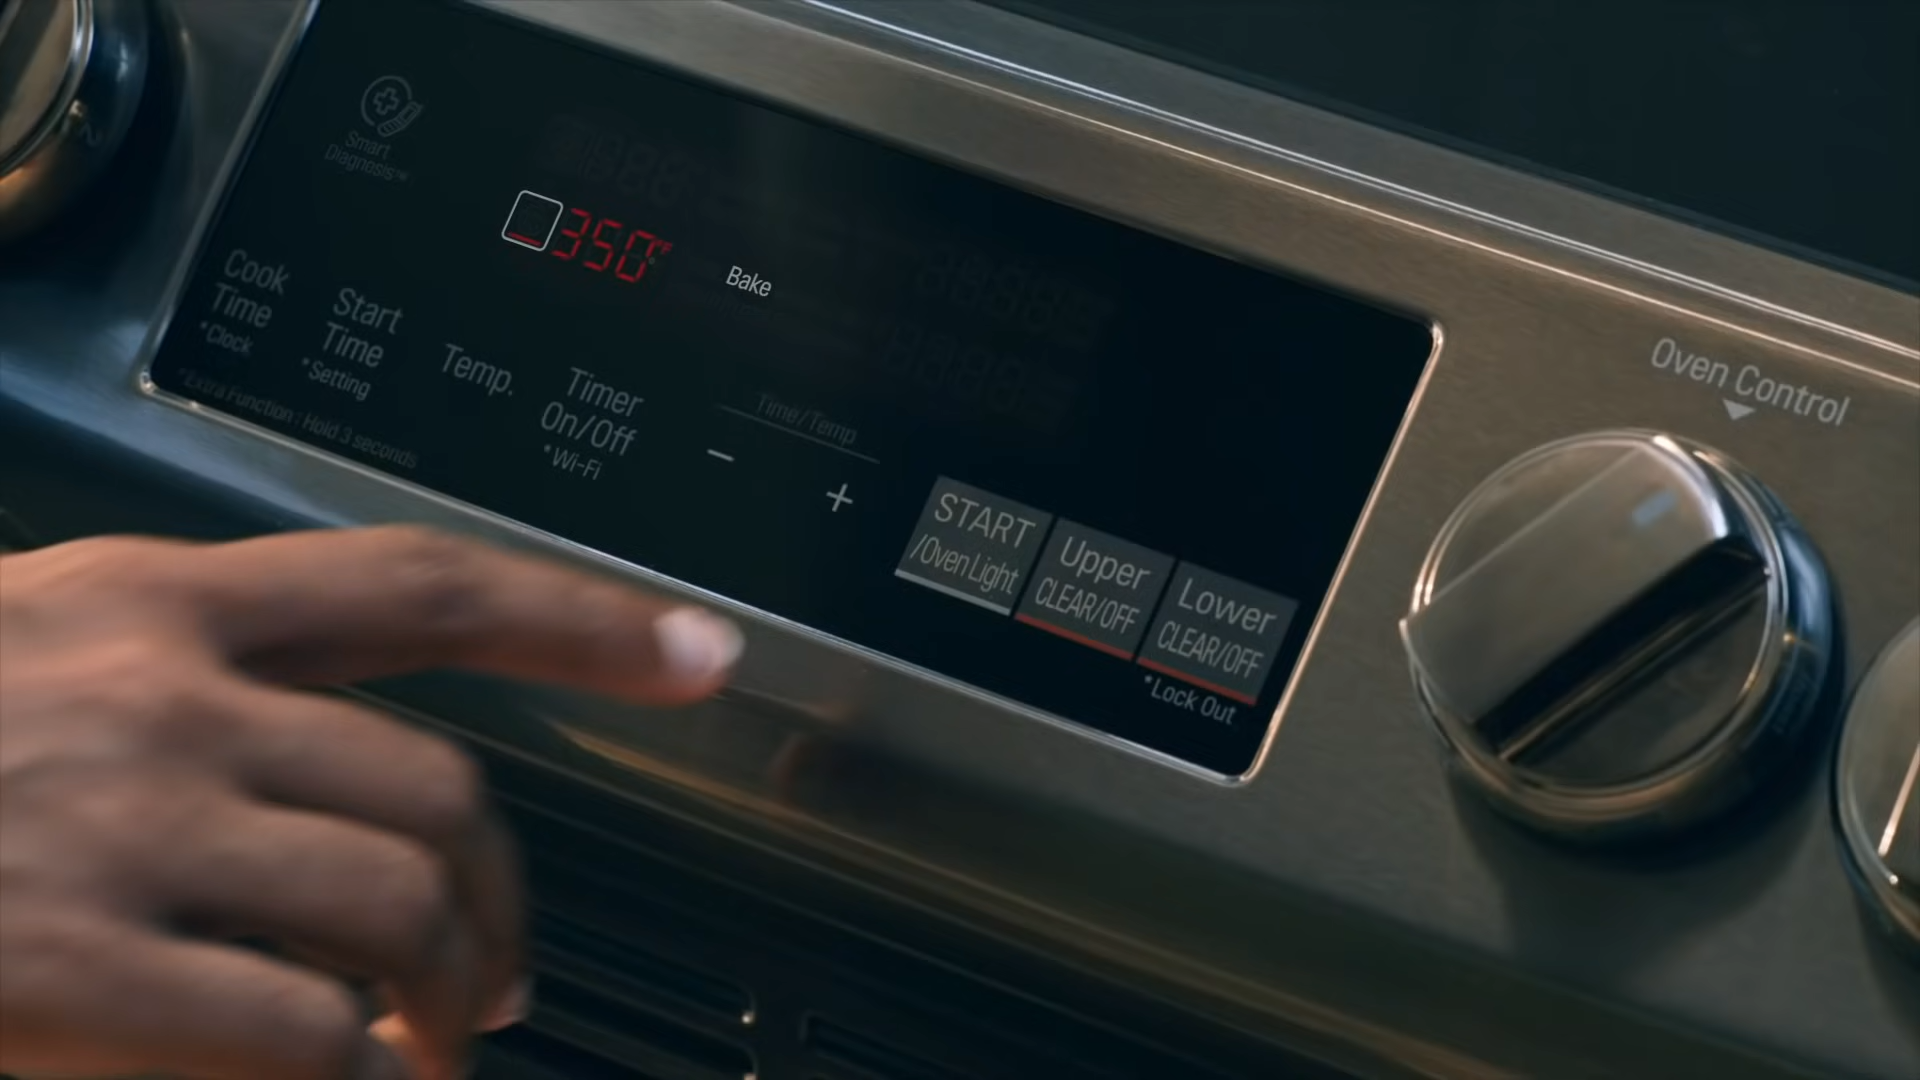 Smart
Diagnosis™
350°F
Bake
Cook
Time
*Clock
Start
Time
*Setting
Temp.
Timer
On/Off
*Wi-Fi
Time/Temp
−
+
*Extra Function : Hold 3 seconds
START
/Oven Light
Upper
CLEAR/OFF
Lower
CLEAR/OFF
*Lock Out
Oven Control